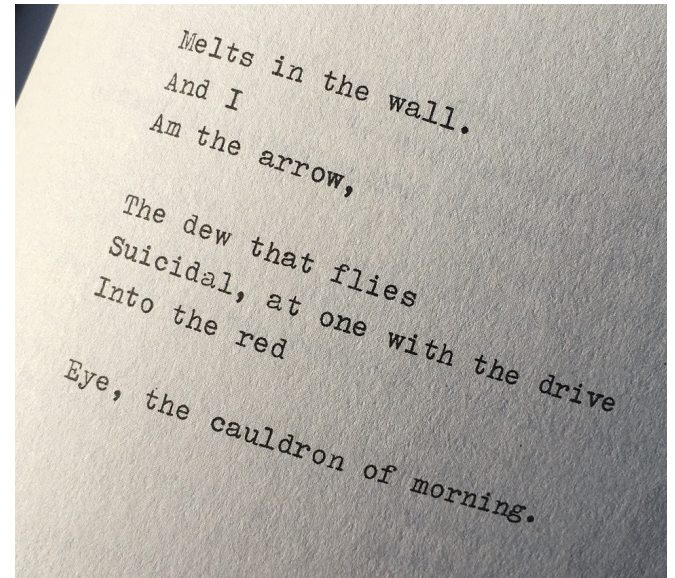 Melts in the wall.
And I
Am the arrow,
The dew that flies
Suicidal, at one with the drive
Into the red
Eye, the cauldron of morning.